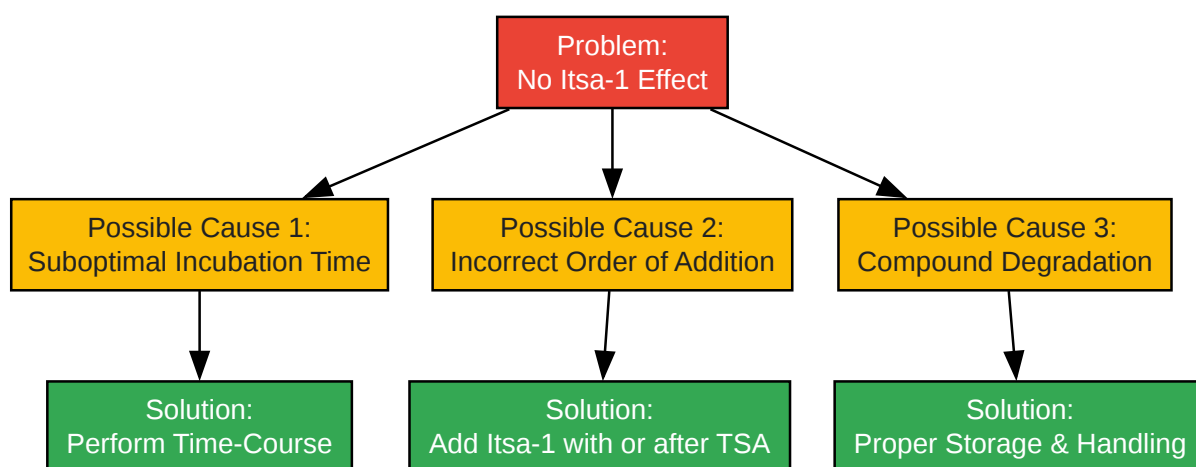 Problem:
No Itsa-1 Effect
Possible Cause 1:
Suboptimal Incubation Time
Possible Cause 2:
Incorrect Order of Addition
Possible Cause 3:
Compound Degradation
Solution:
Perform Time-Course
Solution:
Add Itsa-1 with or after TSA
Solution:
Proper Storage & Handling